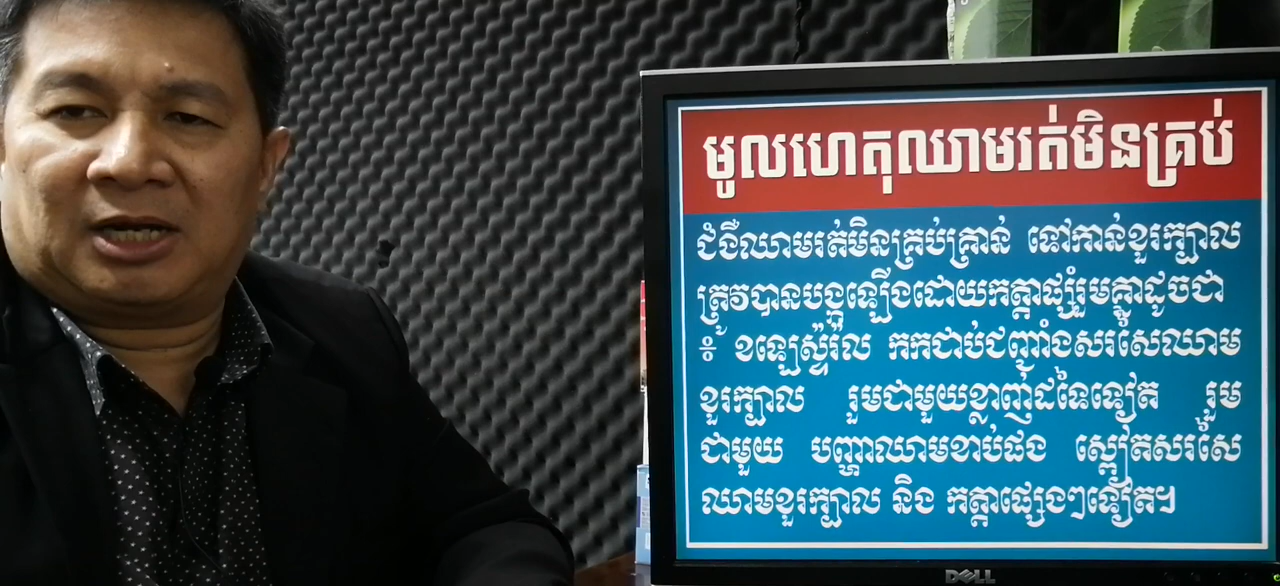 មូលហេតុឈាមរត់មិនគ្រប់
ជំងឺឈាមរត់មិនគ្រប់គ្រាន់ ទៅកាន់ខួរក្បាល
ត្រូវបានបង្កឡើងដោយកត្តាផ្សំរួមគ្នាដូចជា
៖ ខឡេស្ទ៉រ៉ល កកជាប់ជញ្ជាំងសរសៃឈាម
ខួរក្បាល រួមជាមួយខ្លាញ់ដទៃទៀត រួម
ជាមួយ បញ្ហាឈាមខាប់ផង ស្តៀតសរសៃ
ឈាមខួរក្បាល និង កត្តាផ្សេងៗទៀត។
DELL